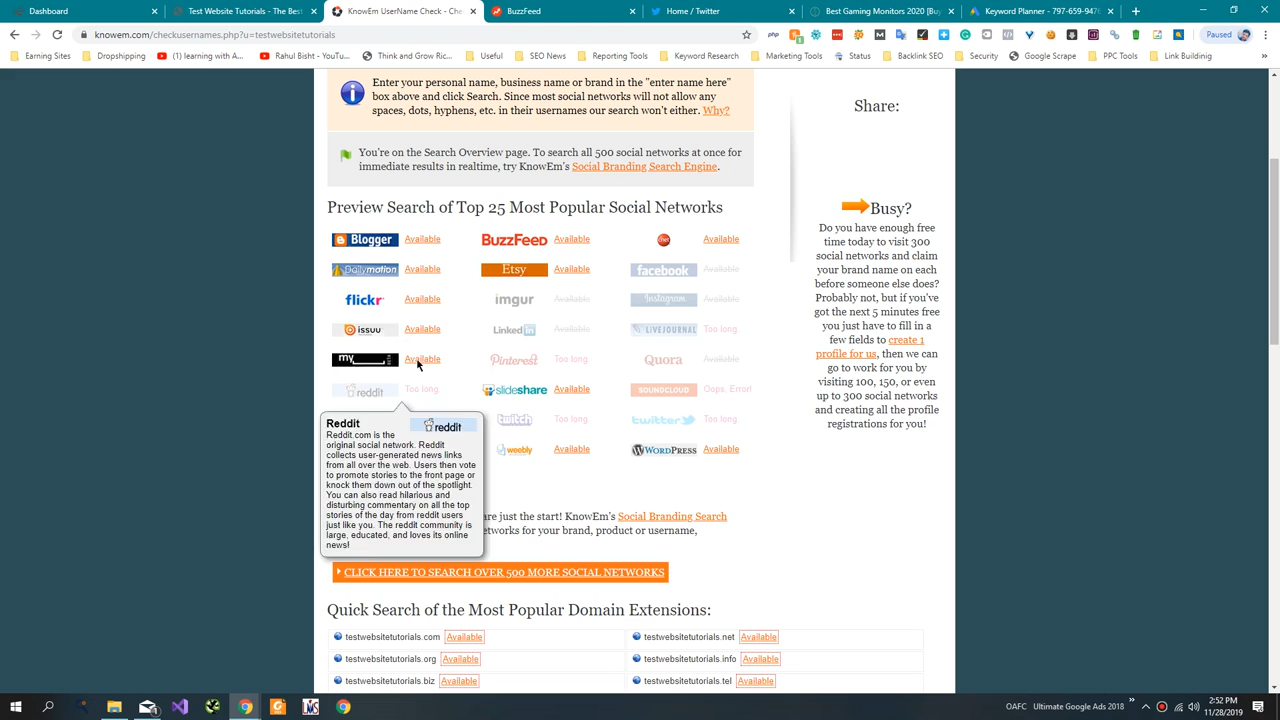 Dashboard
Test Website Tutorials - The Bes
KnowEm UserName Check - Che
BuzzFeed
Home / Twitter
Best Gaming Monitors 2020 [Buy
Keyword Planner - 797-659-9476
knowem.com/checkusernames.php?u=testwebsitetutorials
Paused
Earning Sites
Dropshipping
(1) learning with A...
Rahul Bisht - YouTu...
Think and Grow Ric...
Useful
SEO News
Reporting Tools
Keyword Research
Marketing Tools
Status
Backlink SEO
Security
Google Scrape
PPC Tools
Link Buildinig
Enter your personal name, business name or brand in the "enter name here"
box above and click Search. Since most social networks will not allow any
spaces, dots, hyphens, etc. in their usernames our search won't either. Why?
You're on the Search Overview page. To search all 500 social networks at once for
immediate results in realtime, try KnowEm's Social Branding Search Engine.
Share:
Busy?
Do you have enough free
time today to visit 300
social networks and claim
your brand name on each
before someone else does?
Probably not, but if you've
got the next 5 minutes free
you just have to fill in a
few fields to create 1
profile for us, then we can
go to work for you by
visiting 100, 150, or even
up to 300 social networks
and creating all the profile
registrations for you!
Preview Search of Top 25 Most Popular Social Networks
Blogger Available BuzzFeed Available cnet Available
Dailymotion Available Etsy Available facebook Available
flickr Available imgur Available Instagram Available
issuu Available LinkedIn Available LIVEJOURNAL Too long.
my Available Pinterest Too long. Quora Available
reddit Too long. slideshare Available SOUNDCLOUD Oops. Error!
twitch Too long. twitter Too long.
weebly Available WORDPRESS Available
Reddit
reddit
Reddit.com is the
original social network. Reddit
collects user-generated news links
from all over the web. Users then vote
to promote stories to the front page or
knock them down out of the spotlight.
You can also read hilarious and
disturbing commentary on all the top
stories of the day from reddit users
just like you. The reddit community is
large, educated, and loves its online
news!
are just the start! KnowEm's Social Branding Search
etworks for your brand, product or username,
CLICK HERE TO SEARCH OVER 500 MORE SOCIAL NETWORKS
Quick Search of the Most Popular Domain Extensions:
testwebsitetutorials.com Available testwebsitetutorials.net Available
testwebsitetutorials.org Available testwebsitetutorials.info Available
testwebsitetutorials.biz Available testwebsitetutorials.tel Available
OAFC Ultimate Google Ads 2018
2:52 PM
11/28/2019